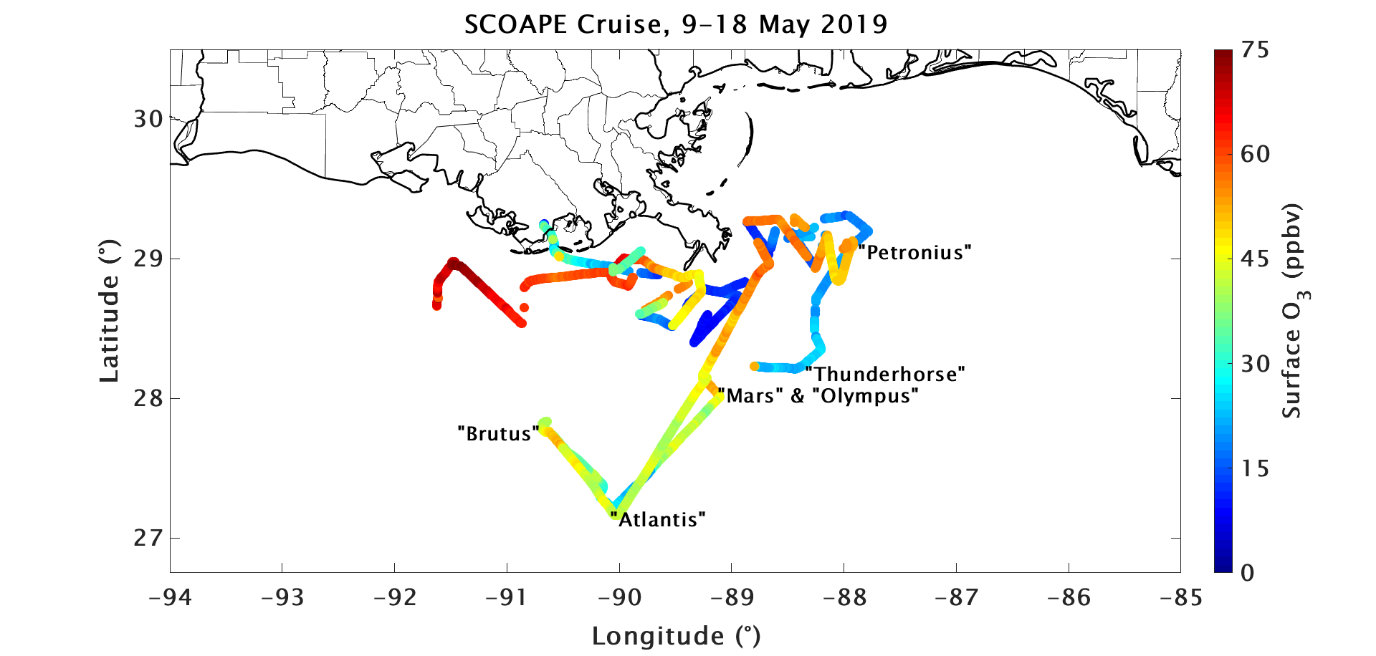 SCOAPE Cruise, 9–18 May 2019
75
60
45
30
15
0
Surface O3 (ppbv)
30
29
28
27
Latitude (°)
"Petronius"
"Thunderhorse"
"Mars" & "Olympus"
"Brutus"
"Atlantis"
−94 −93 −92 −91 −90 −89 −88 −87 −86 −85
Longitude (°)